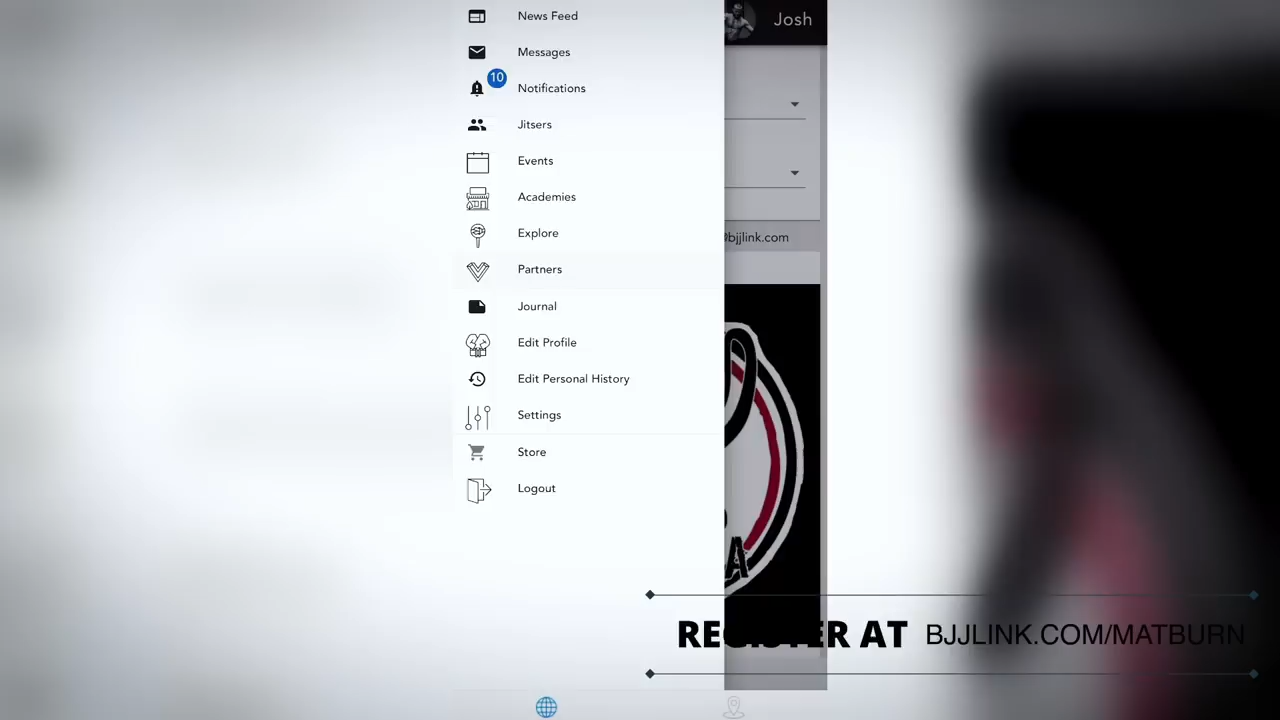 News Feed
Josh
Messages
10
Notifications
Jitsers
Events
Academies
Explore
@bjjlink.com
Partners
Journal
Edit Profile
Edit Personal History
Settings
Store
Logout
REGISTER AT BJJLINK.COM/MATBURN